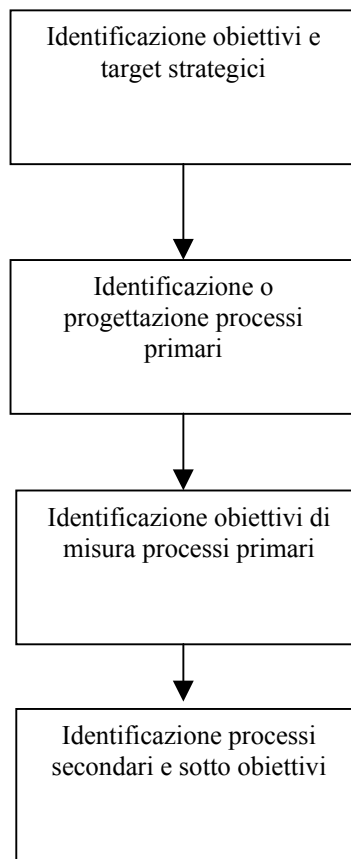 Identificazione obiettivi e
target strategici
Identificazione o
progettazione processi
primari
Identificazione obiettivi di
misura processi primari
Identificazione processi
secondari e sotto obiettivi